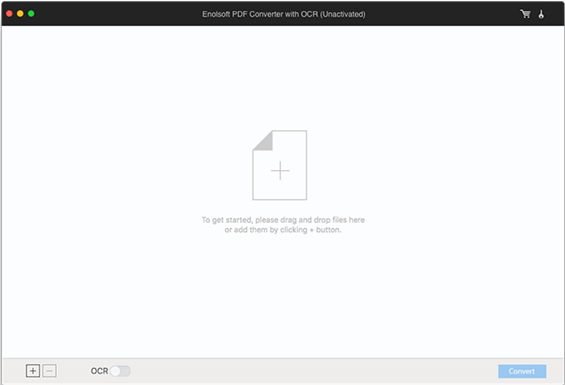 Enolsoft PDF Converter with OCR (Unactivated)
To get started, please drag and drop files here
or add them by clicking + button.
OCR
Convert